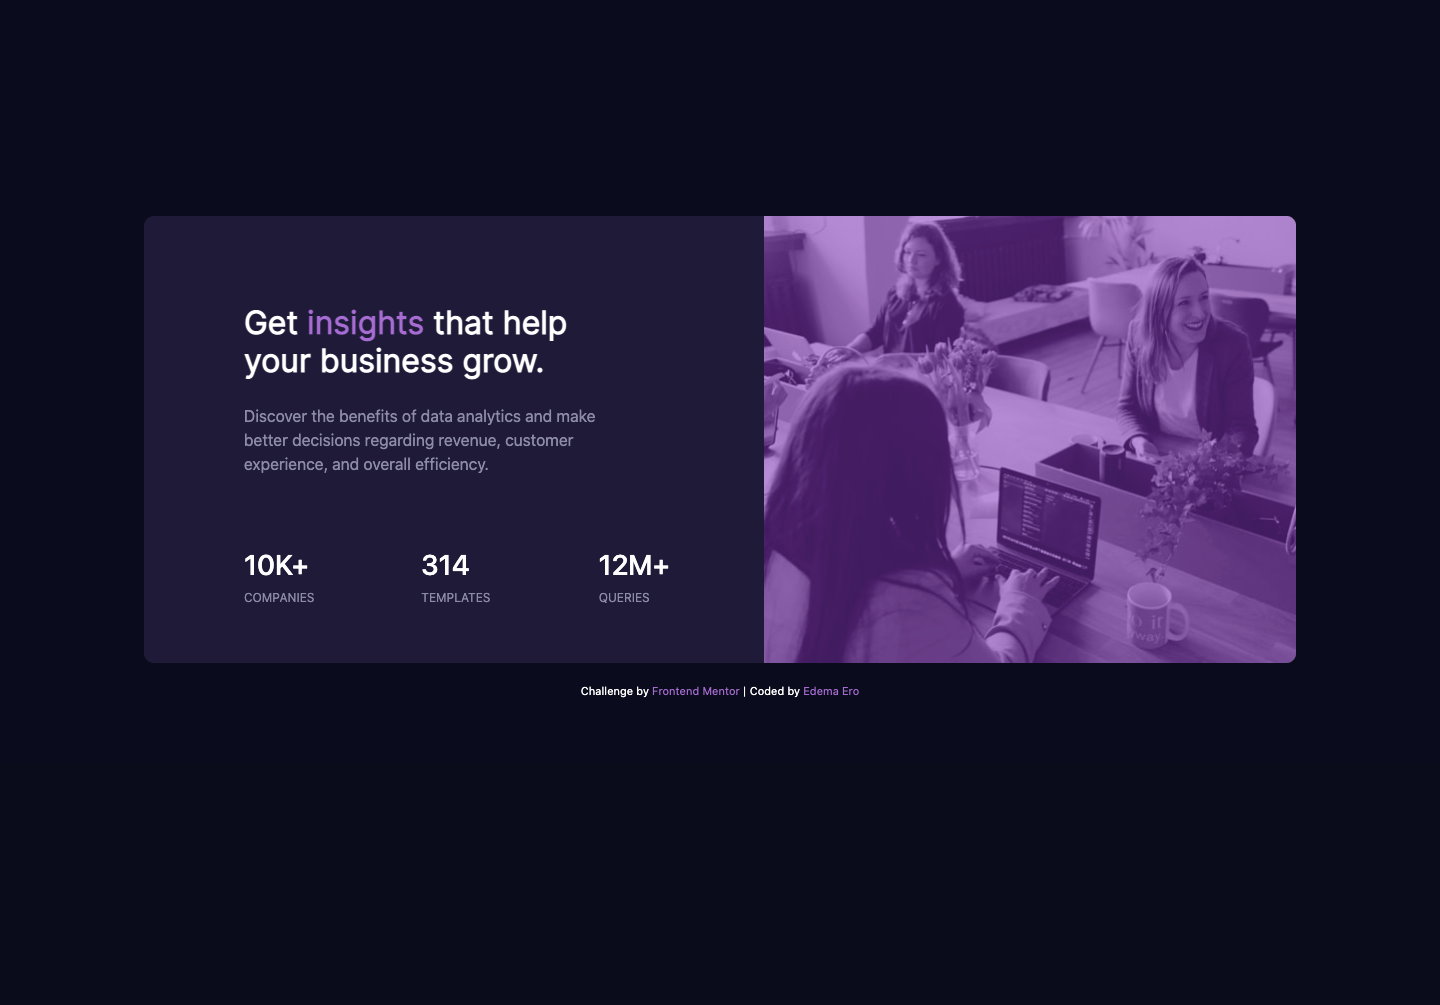 Get insights that help
your business grow.
Discover the benefits of data analytics and make
better decisions regarding revenue, customer
experience, and overall efficiency.
10K+ 314 12M+
COMPANIES TEMPLATES QUERIES
Challenge by Frontend Mentor | Coded by Edema Ero